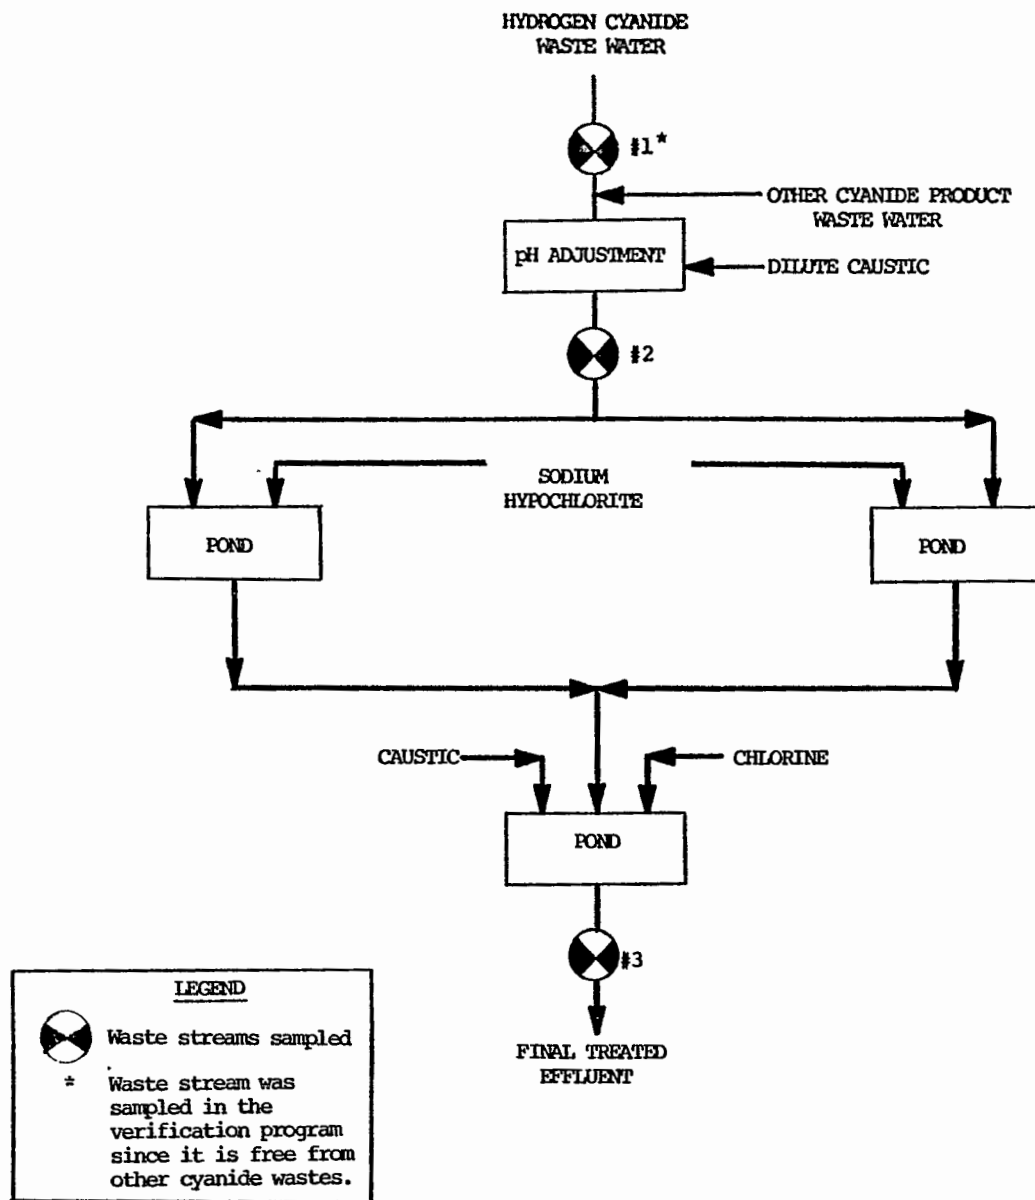 HYDROGEN CYANIDE
WASTE WATER
#1*
OTHER CYANIDE PRODUCT
WASTE WATER
pH ADJUSTMENT
DILUTE CAUSTIC
#2
SODIUM
HYPOCHLORITE
POND
POND
CAUSTIC
CHLORINE
POND
#3
FINAL TREATED
EFFLUENT
LEGEND
Waste streams sampled
* Waste stream was
sampled in the
verification program
since it is free from
other cyanide wastes.